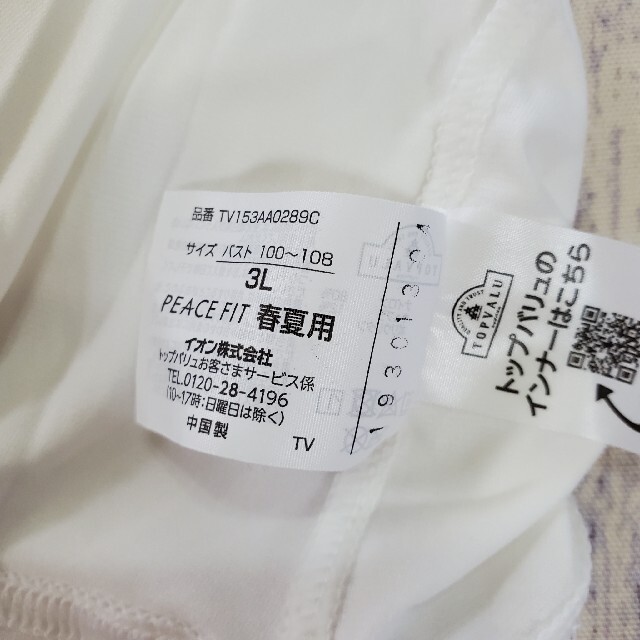 品番 TV153AA0289C
サイズ バスト 100〜108
3L
PEACE FIT 春夏用
イオン株式会社
トップバリュお客さまサービス係
TEL.0120-28-4196
(10-17時:日曜日は除く)
中国製 TV
TOPVALU
トップバリュの
インナーはこちら
TOPVALU